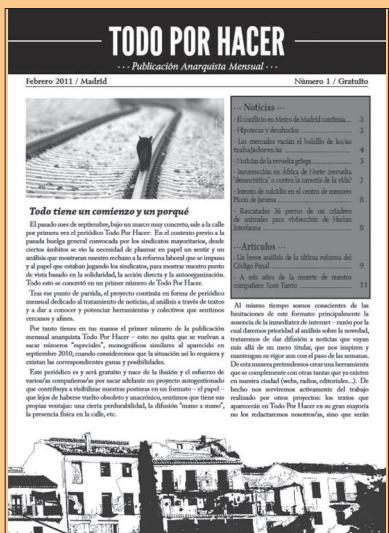 TODO POR HACER
··· Publicación Anarquista Mensual ···
Febrero 2011 / Madrid
Número 1 / Gratuito
··· Noticias ···
- El conflicto en Metro de Madrid continúa.... 3
- Hipotecas y desahucios ..... 3
- Los mercados vacían el bolsillo de los/as
trabajadores/as ..... 4
- Noticias de la revuelta griega ..... 5
- Insurrección en África de Norte ¿revuelta
"democrática" o contra la carestía de la vida? 7
- Intento de suicidio en el centro de menores
Picón de Jarama ..... 8
- Rescatados 36 perros de un criadero
de animales para vivisección de Harlan
Interfauna ..... 8
···Artículos ···
- Un breve análisis de la última reforma del
Código Penal ..... 9
- A seis años de la muerte de nuestro
compañero Xosé Tarrío ..... 11
Todo tiene un comienzo y un porqué
El pasado mes de septiembre, bajo un marco muy concreto, sale a la calle
por primera vez el periódico Todo Por Hacer: En el contexto previo a la
pasada huelga general convocada por los sindicatos mayoritarios, desde
ciertos ámbitos se vio la necesidad de plasmar en papel un sentir y un
análisis que mostraran nuestro rechazo a la reforma laboral que se impuso
y al papel que estaban jugando los sindicatos, para mostrar nuestro punto
de vista basado en la solidaridad, la acción directa y la autoorganización.
Todo esto se concretó en un primer número de Todo Por Hacer.
Tras ese punto de partida, el proyecto continúa en forma de periódico
mensual dedicado al tratamiento de noticias, al análisis a través de textos
y a dar a conocer y potenciar herramientas y colectivos que sentimos
cercanos y afines.
Por tanto tienes en tus manos el primer número de la publicación
mensual anarquista Todo Por Hacer – esto no quita que se vuelvan a
sacar números "especiales", monográficos similares al aparecido en
septiembre 2010, cuando consideremos que la situación así lo requiera y
existan las correspondientes ganas y posibilidades.
Este periódico es y será gratuito y nace de la ilusión y el esfuerzo de
varios/as compañeros/as por sacar adelante un proyecto autogestionado
que contribuya a visibilizar nuestras posturas en un formato – el papel –
que lejos de haberse vuelto obsoleto y anacrónico, sentimos que tiene sus
propias ventajas: una cierta perdurabilidad, la difusión "mano a mano",
la presencia física en la calle, etc.
Al mismo tiempo somos conscientes de las
limitaciones de este formato: principalmente la
ausencia de la inmediatez de internet – razón por la
cual daremos prioridad al análisis sobre la novedad,
trataremos de dar difusión a noticias que vayan
más allá de un mero titular, que nos inspiren y
mantengan su vigor aun con el paso de las semanas.
De esta manera pretendemos crear una herramienta
que se complemente con otras tantas que ya existen
en nuestra ciudad (webs, radios, editoriales...). De
hecho nos serviremos activamente del trabajo
realizado por otros proyectos: los textos que
aparecerán en Todo Por Hacer en su gran mayoría
no los redactaremos nosotros/as, sino que serán